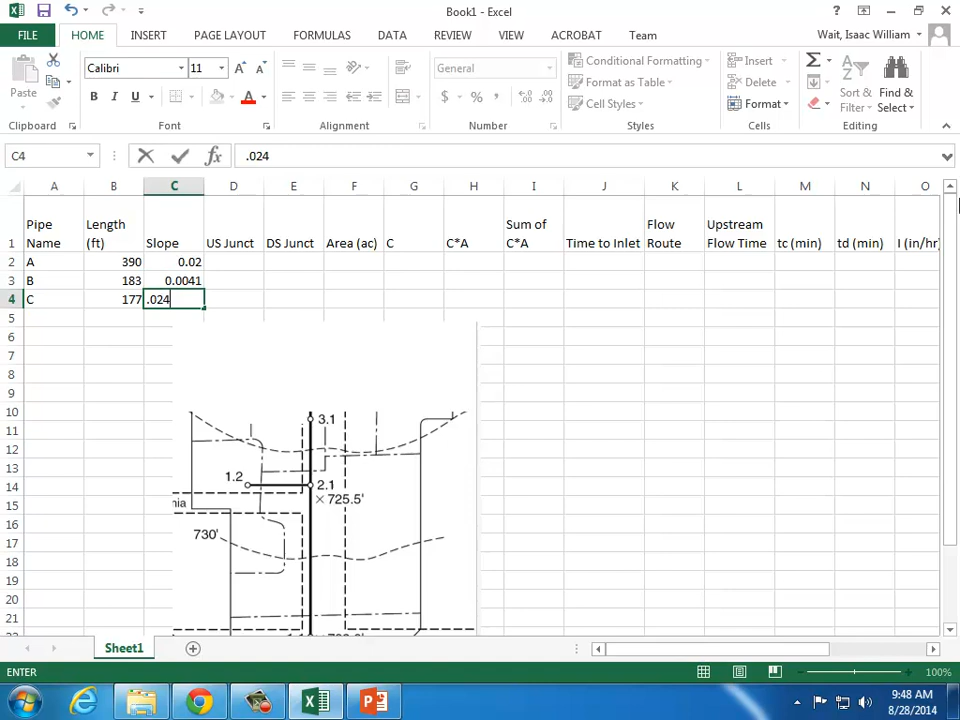 Book1 - Excel
FILE HOME INSERT PAGE LAYOUT FORMULAS DATA REVIEW VIEW ACROBAT Team Wait, Isaac William
Paste Calibri 11 A A B I U A General $ % , Conditional Formatting Format as Table Cell Styles Insert Delete Format Sort & Filter Find & Select
Clipboard Font Alignment Number Styles Cells Editing
C4 fx .024
A B C D E F G H I J K L M N O
1 Pipe Name Length (ft) Slope US Junct DS Junct Area (ac) C C*A Sum of C*A Time to Inlet Flow Route Upstream Flow Time tc (min) td (min) I (in/hr)
2 A 390 0.02
3 B 183 0.0041
4 C 177 .024
5
6
7
8
9
10
11 3.1
12
13
14 1.2 2.1
15 nia × 725.5'
16
17 730'
18
19
20
21
Sheet1
ENTER 100%
9:48 AM
8/28/2014